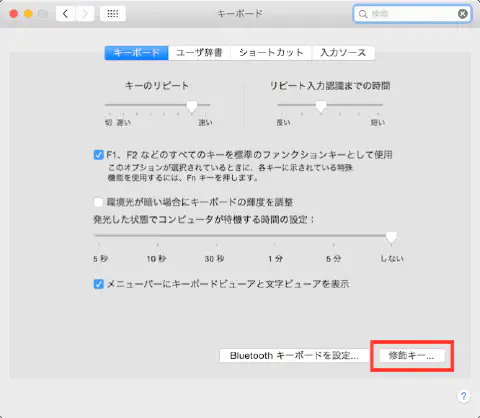 キーボード
検索
キーボード ユーザ辞書 ショートカット 入力ソース
キーのリピート リピート入力認識までの時間
切 遅い 速い 長い 短い
F1、F2 などのすべてのキーを標準のファンクションキーとして使用
このオプションが選択されているときに、各キーに示されている特殊
機能を使用するには、Fn キーを押します。
環境光が暗い場合にキーボードの輝度を調整
発光した状態でコンピュータが待機する時間の設定：
5 秒 10 秒 30 秒 1 分 5 分 しない
メニューバーにキーボードビューアと文字ビューアを表示
Bluetooth キーボードを設定... 修飾キー...
?